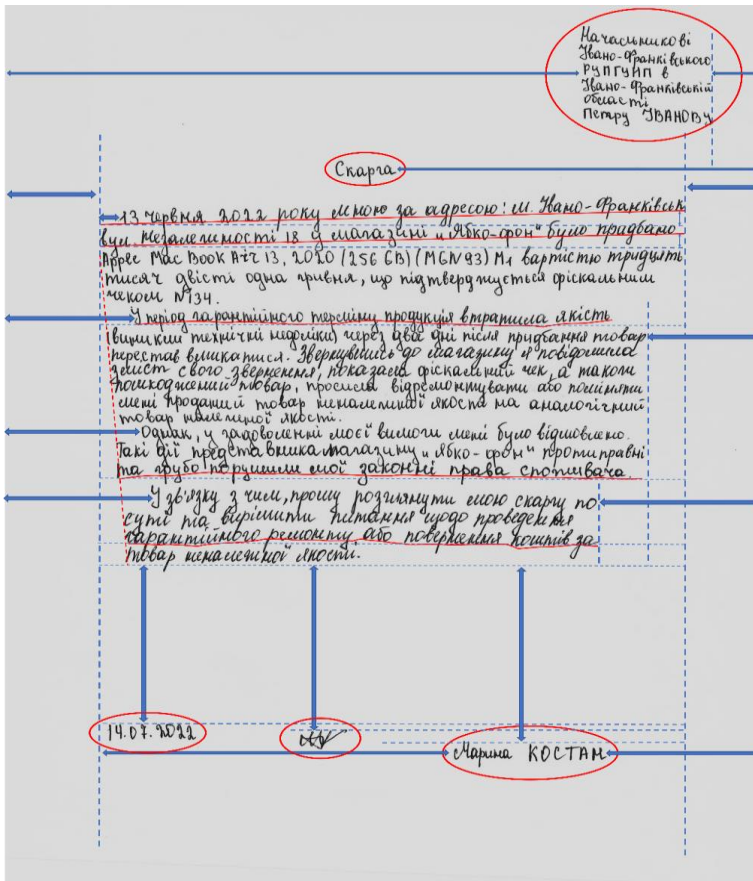 Начальникові
Івано-Франківського
РУПГУНП в
Івано-Франківській
області
Петру ІВАНОВУ
Скарга
13 червня 2022 року мною за адресою: м. Івано-Франківськ
вул. Незалежності 18 у магазині „Ябко-фон" було придбано
Apple Mac Book Air 13, 2020 (256 GB) (MGN93) M1 вартістю тридцять
тисяч двісті одна гривня, що підтверджується фіскальним
чеком №134.
У період гарантійного терміну продукція втратила якість
(виникли технічні недоліки) через два дні після придбання товар
перестав вмикатися. Звернувшись до магазину я повідомила
зміст свого звернення, показала фіскальний чек, а також
пошкоджений товар, просила відремонтувати або поміняти
мені проданий товар неналежної якості на аналогічний
товар належної якості.
Однак, у задоволенні моєї вимоги мені було відмовлено.
Такі дії представника магазину „Ябко-фон" протиправні
та грубо порушили мої законні права споживача
У зв'язку з чим, прошу розглянути мою скаргу по
суті та вирішити питання щодо проведення
гарантійного ремонту або повернення коштів за
товар неналежної якості.
14.07.2022
Марина КОСТАН